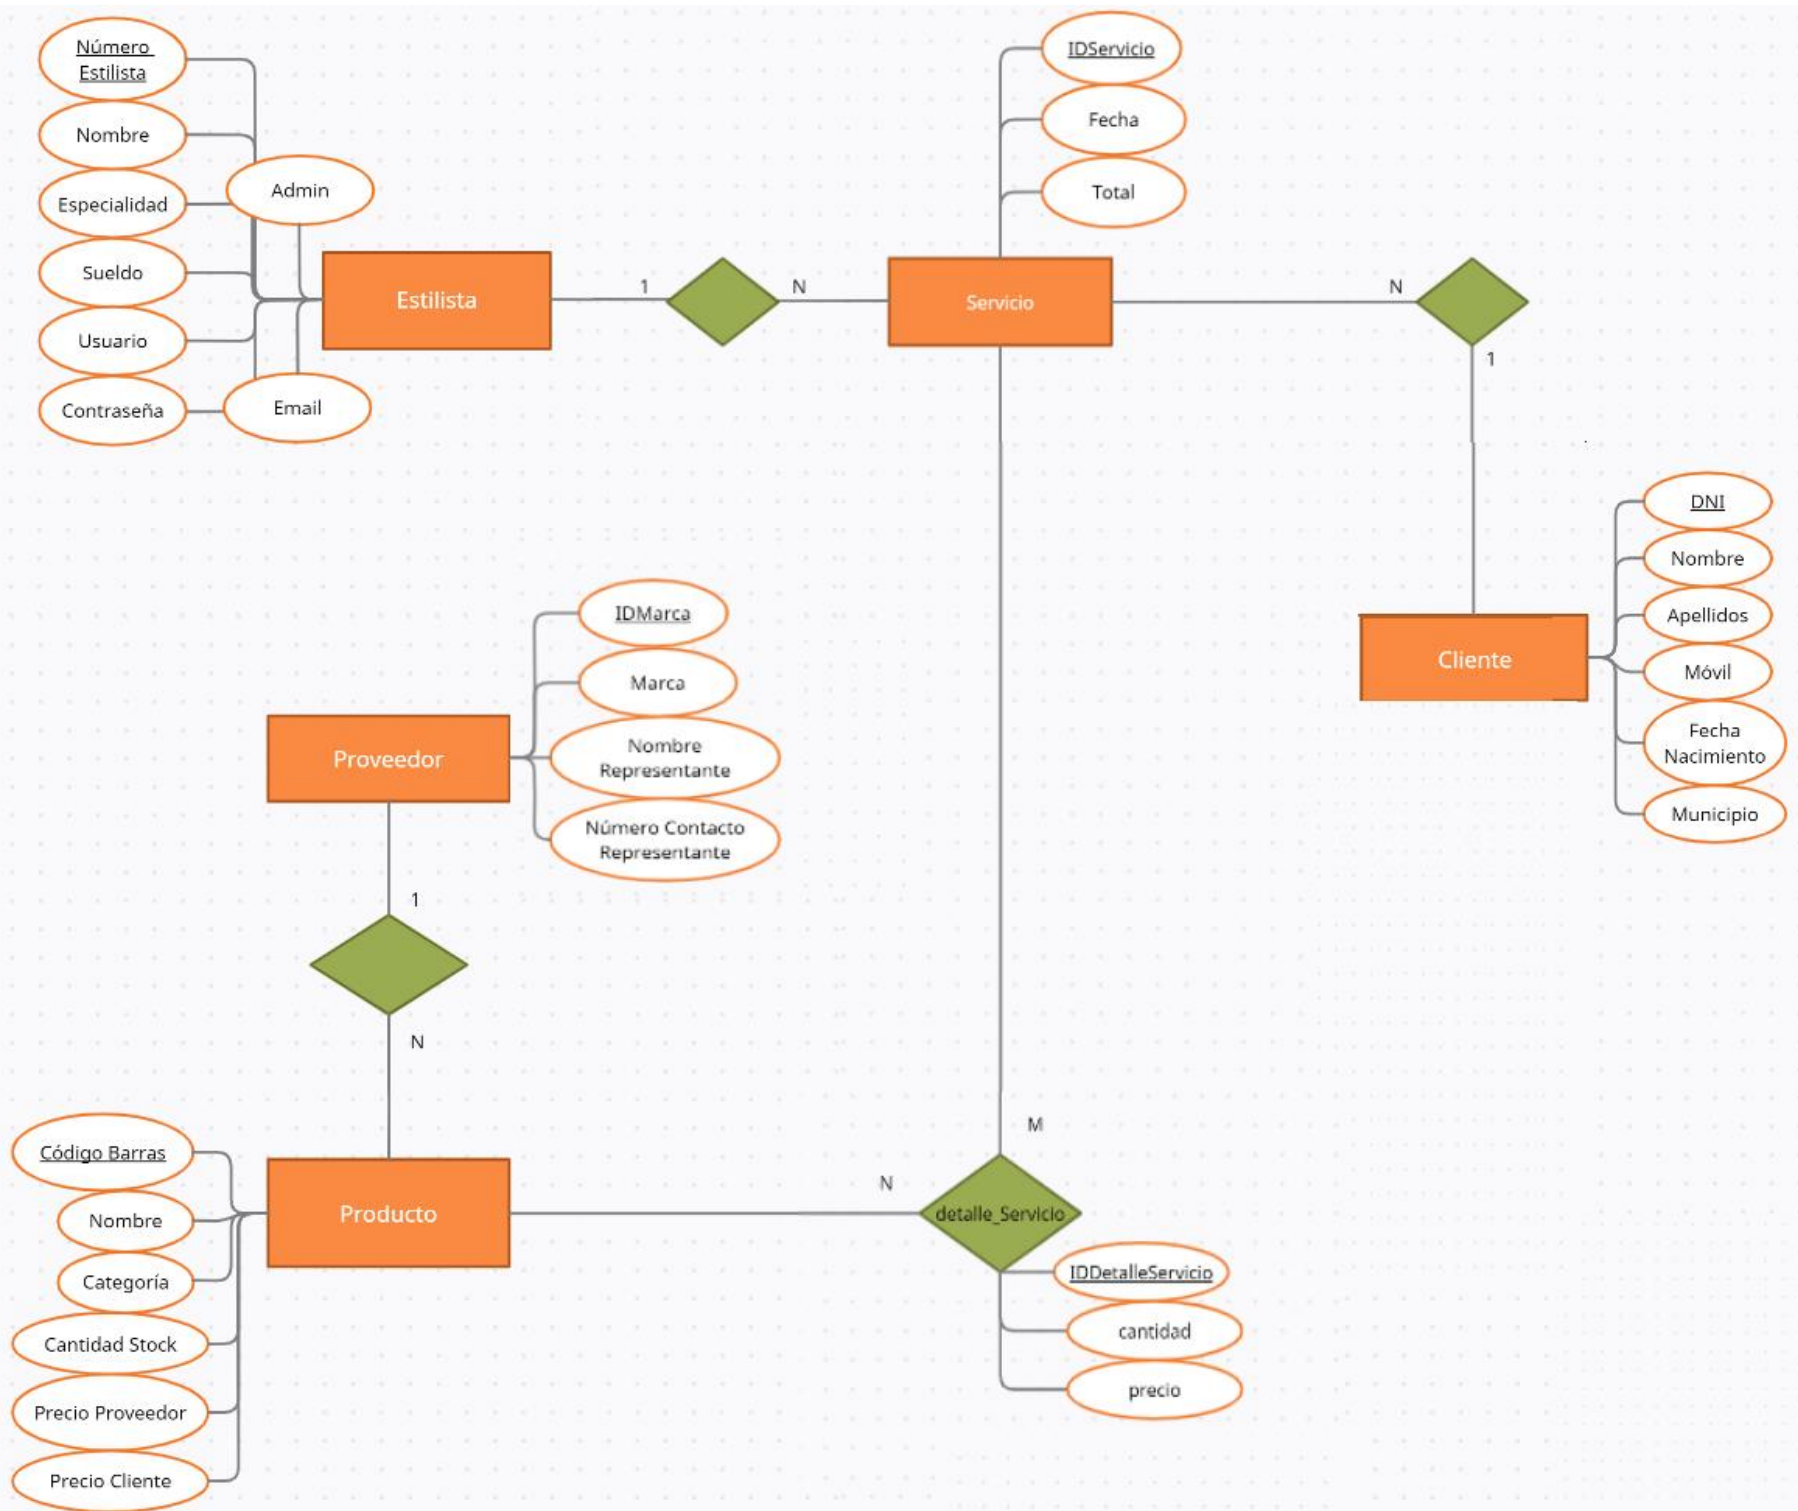 Número
Estilista
Nombre
Especialidad
Sueldo
Usuario
Contraseña
Admin
Email
Estilista
1
N
IDServicio
Fecha
Total
Servicio
N
1
DNI
Nombre
Apellidos
Móvil
Fecha
Nacimiento
Municipio
Cliente
IDMarca
Marca
Nombre
Representante
Número Contacto
Representante
Proveedor
1
N
Código Barras
Nombre
Categoría
Cantidad Stock
Precio Proveedor
Precio Cliente
Producto
N
M
detalle_Servicio
IDDetalleServicio
cantidad
precio